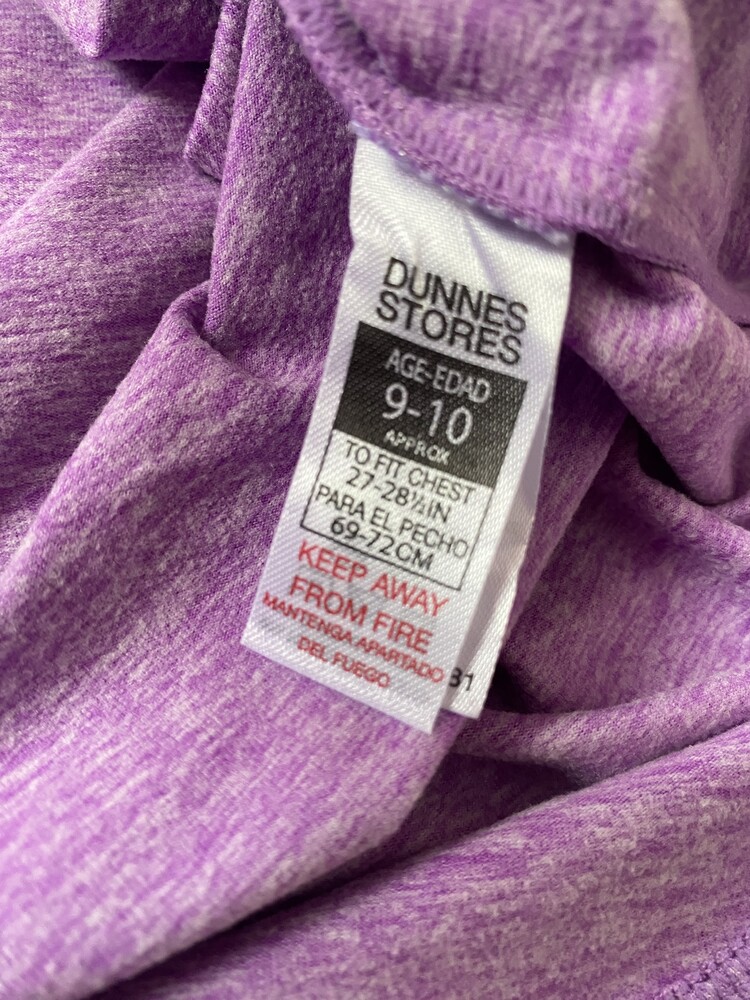 DUNNES
STORES
AGE-EDAD
9-10
APPROX
TO FIT CHEST
27-28½IN
PARA EL PECHO
69-72CM
KEEP AWAY
FROM FIRE
MANTENGA APARTADO
DEL FUEGO
31